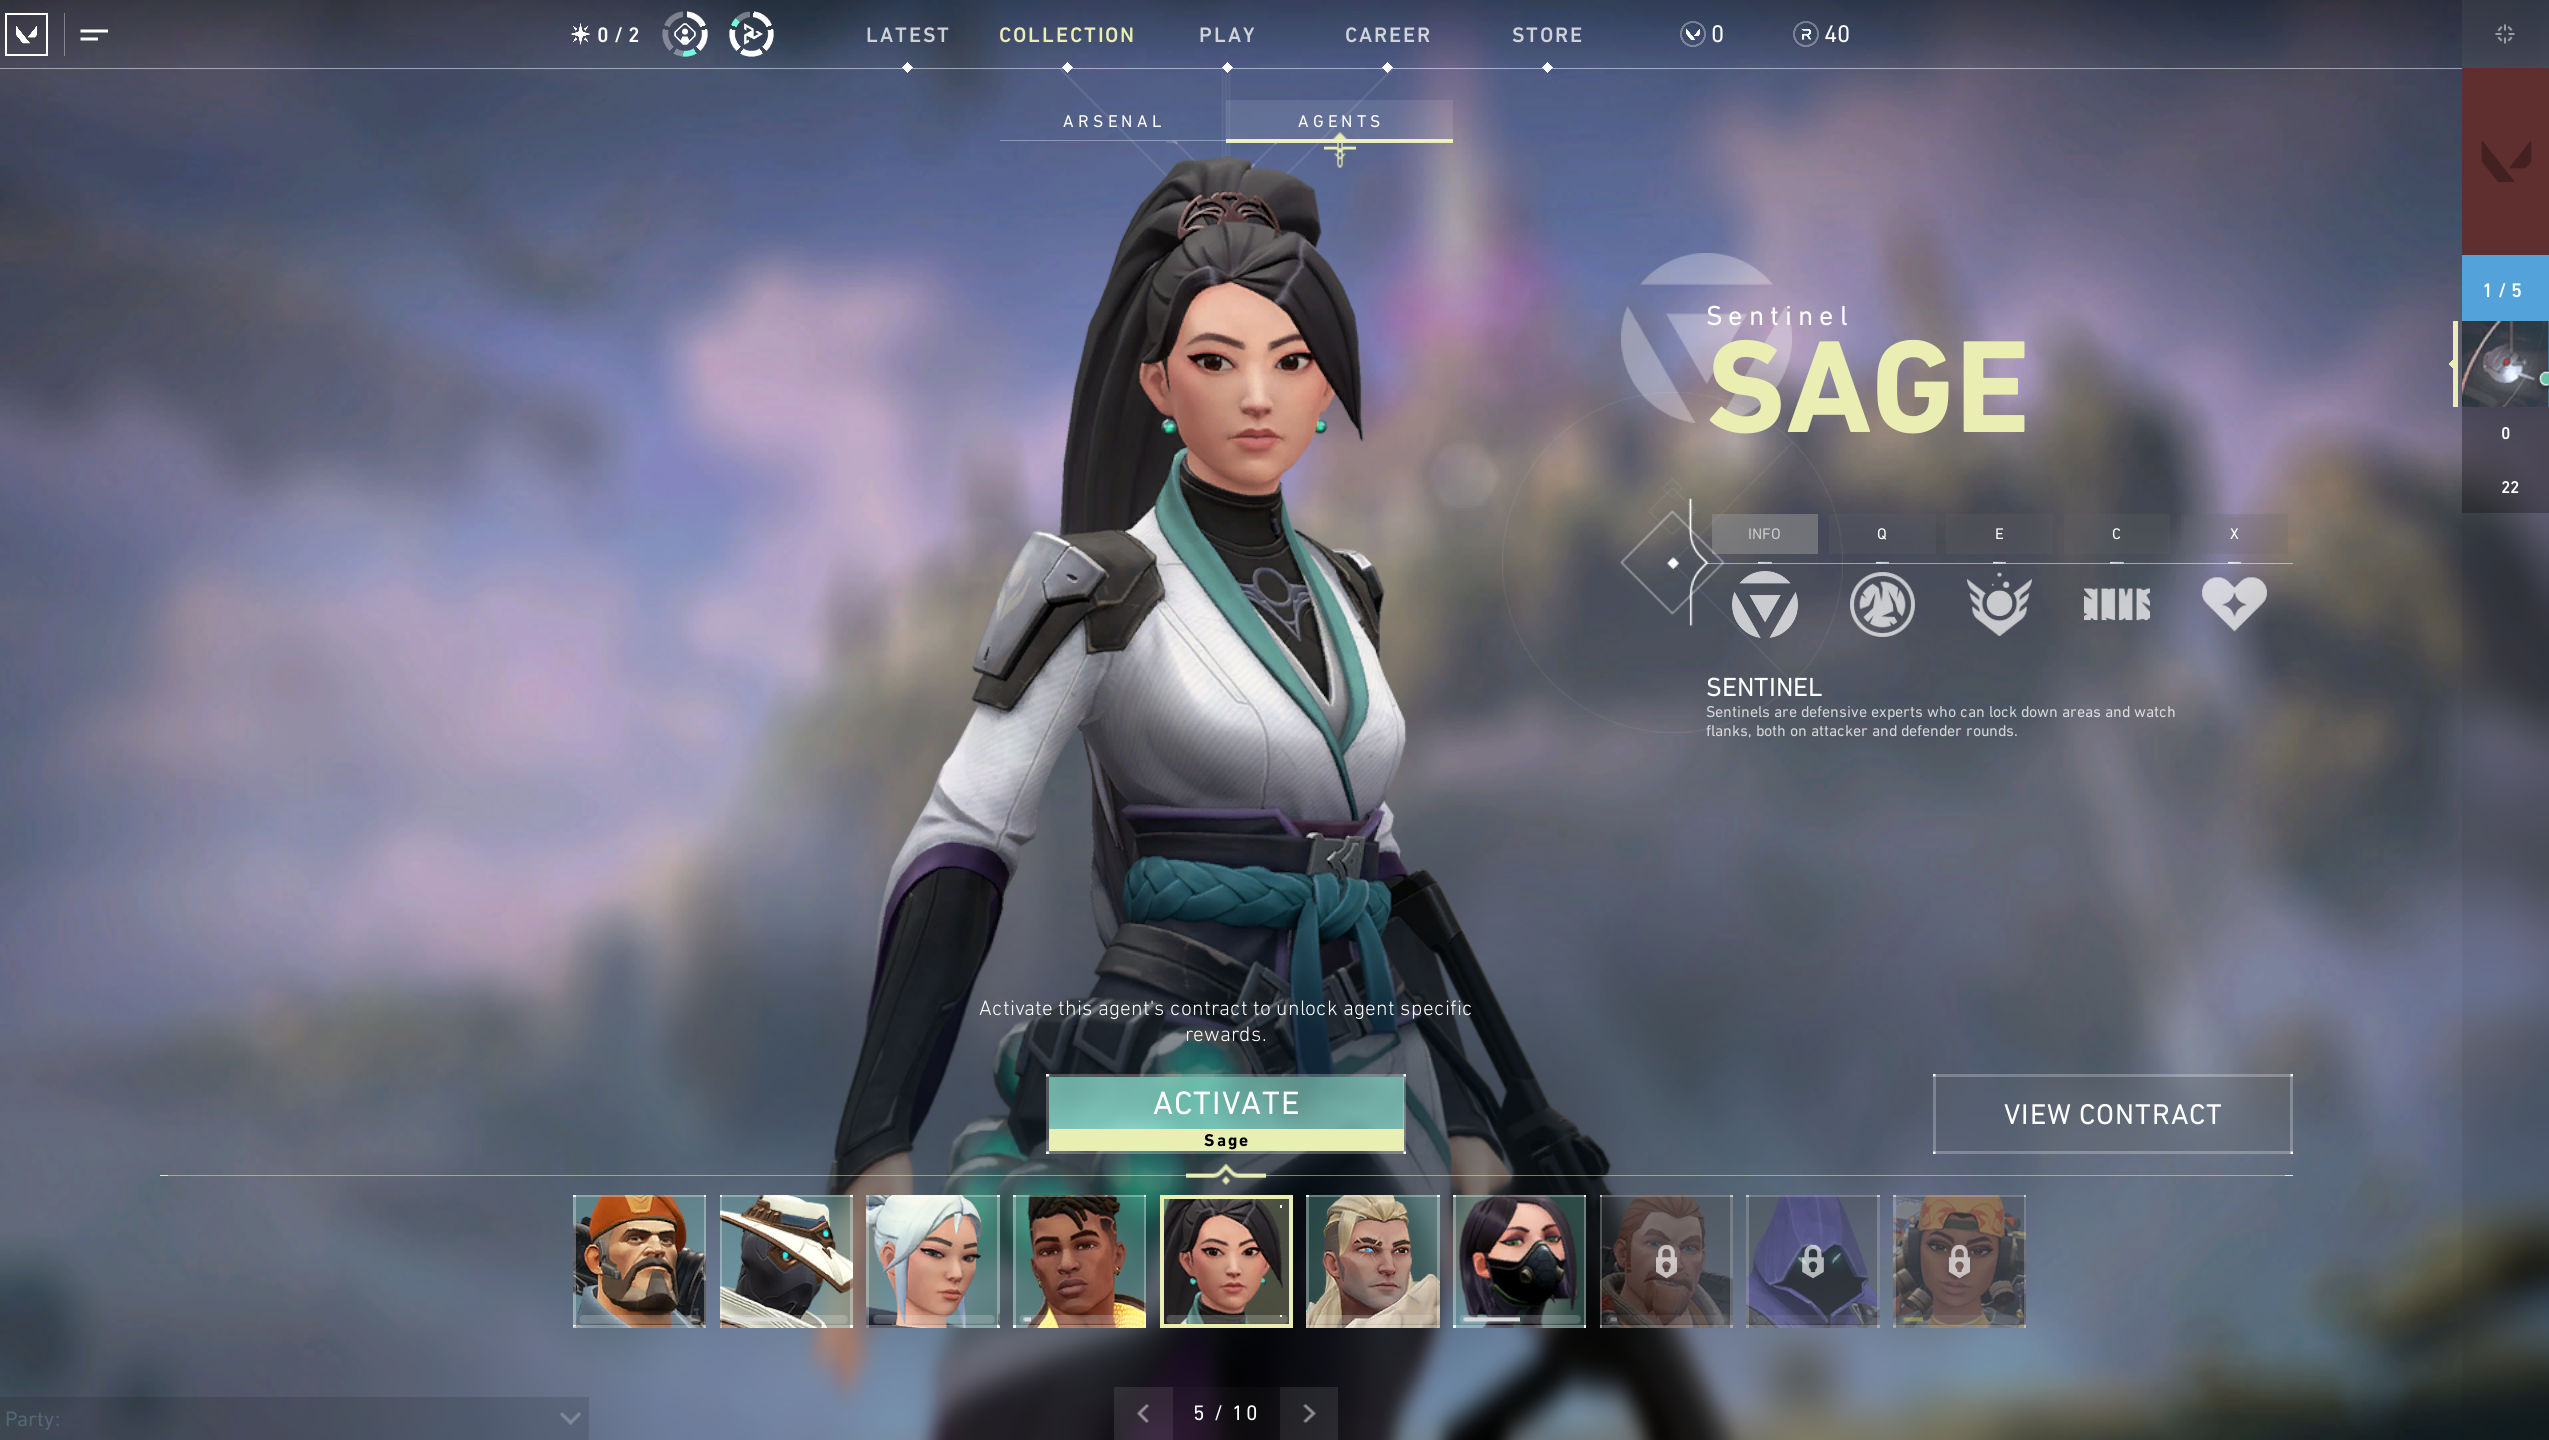 0 / 2
LATEST
COLLECTION
PLAY
CAREER
STORE
0
R 40
ARSENAL
AGENTS
1 / 5
Sentinel
SAGE
0
22
INFO
Q
E
C
X
SENTINEL
Sentinels are defensive experts who can lock down areas and watch
flanks, both on attacker and defender rounds.
Activate this agent's contract to unlock agent specific
rewards.
ACTIVATE
Sage
VIEW CONTRACT
Party:
5 / 10